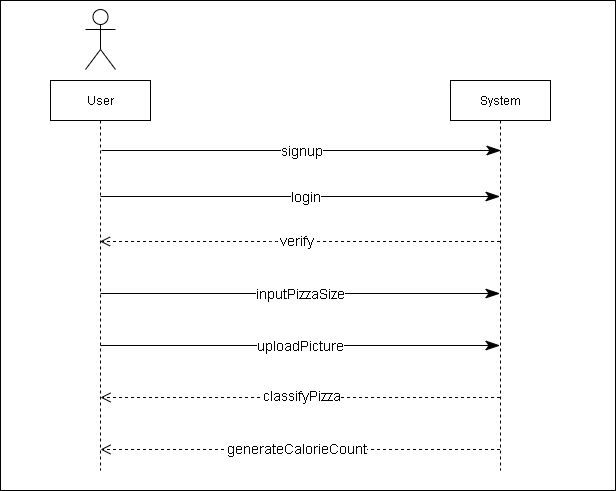 User
System
signup
login
verify
inputPizzaSize
uploadPicture
classifyPizza
generateCalorieCount